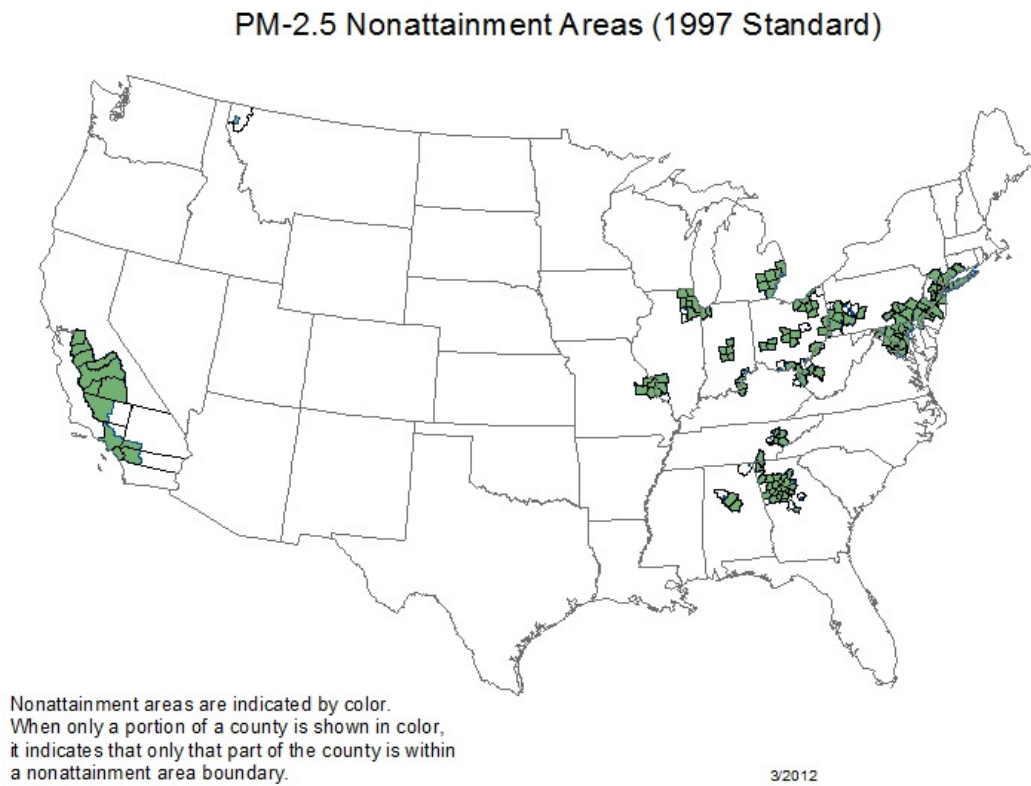 PM-2.5 Nonattainment Areas (1997 Standard)
Nonattainment areas are indicated by color.
When only a portion of a county is shown in color,
it indicates that only that part of the county is within
a nonattainment area boundary.
3/2012